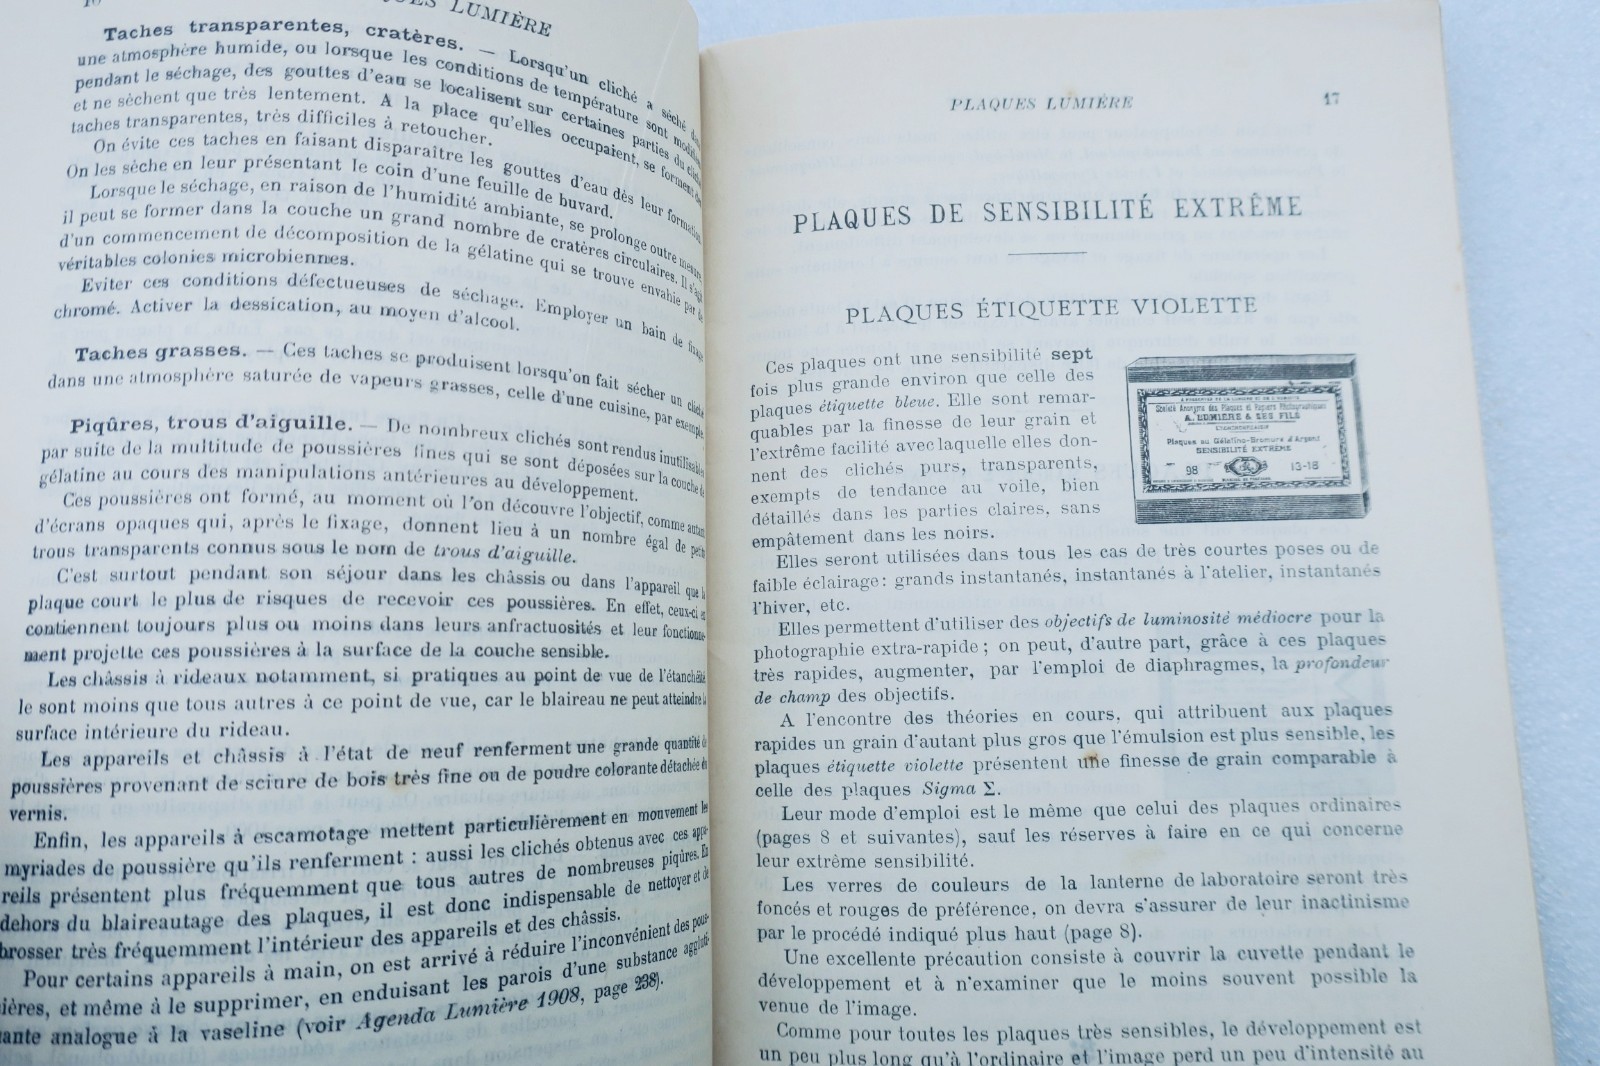 PLAQUES LUMIÈRE
Taches transparentes, cratères. — Lorsqu'un cliché a séché dans
une atmosphère humide, ou lorsque les conditions de température sont modifiées
pendant le séchage, des gouttes d'eau se localisent sur certaines parties du cliché
et ne sèchent que très lentement. A la place qu'elles occupaient, se forment des
taches transparentes, très difficiles à retoucher.
On évite ces taches en faisant disparaître les gouttes d'eau dès leur formation
On les sèche en leur présentant le coin d'une feuille de buvard.
Lorsque le séchage, en raison de l'humidité ambiante, se prolonge outre mesure
il peut se former dans la couche un grand nombre de cratères circulaires. Il s'agit
d'un commencement de décomposition de la gélatine qui se trouve envahie par de
véritables colonies microbiennes.
Eviter ces conditions défectueuses de séchage. Employer un bain de fixage
chromé. Activer la dessication, au moyen d'alcool.
Taches grasses. — Ces taches se produisent lorsqu'on fait sécher un cliché
dans une atmosphère saturée de vapeurs grasses, celle d'une cuisine, par exemple
Piqûres, trous d'aiguille. — De nombreux clichés sont rendus inutilisables
par suite de la multitude de poussières fines qui se sont déposées sur la couche de
gélatine au cours des manipulations antérieures au développement.
Ces poussières ont formé, au moment où l'on découvre l'objectif, comme autant
d'écrans opaques qui, après le fixage, donnent lieu à un nombre égal de petits
trous transparents connus sous le nom de trous d'aiguille.
C'est surtout pendant son séjour dans les châssis ou dans l'appareil que la
plaque court le plus de risques de recevoir ces poussières. En effet, ceux-ci en
contiennent toujours plus ou moins dans leurs anfractuosités et leur fonctionne-
ment projette ces poussières à la surface de la couche sensible.
Les châssis à rideaux notamment, si pratiques au point de vue de l'étanchéité
le sont moins que tous autres à ce point de vue, car le blaireau ne peut atteindre la
surface intérieure du rideau.
Les appareils et châssis à l'état de neuf renferment une grande quantité de
poussières provenant de sciure de bois très fine ou de poudre colorante détachée du
vernis.
Enfin, les appareils à escamotage mettent particulièrement en mouvement les
myriades de poussière qu'ils renferment : aussi les clichés obtenus avec ces appa-
reils présentent plus fréquemment que tous autres de nombreuses piqûres. En
dehors du blaireautage des plaques, il est donc indispensable de nettoyer et de
brosser très fréquemment l'intérieur des appareils et des châssis.
Pour certains appareils à main, on est arrivé à réduire l'inconvénient des pous-
sières, et même à le supprimer, en enduisant les parois d'une substance aggluti-
nante analogue à la vaseline (voir Agenda Lumière 1908, page 238).
PLAQUES LUMIÈRE 17
PLAQUES DE SENSIBILITÉ EXTRÊME
PLAQUES ÉTIQUETTE VIOLETTE
Ces plaques ont une sensibilité sept
fois plus grande environ que celle des
plaques étiquette bleue. Elle sont remar-
quables par la finesse de leur grain et
l'extrême facilité avec laquelle elles don-
nent des clichés purs, transparents,
exempts de tendance au voile, bien
détaillés dans les parties claires, sans
empâtement dans les noirs.
Société Anonyme des Plaques et Papiers Photographiques
A. LUMIERE & SES FILS
Plaques au Gélatino-Bromure d'Argent
SENSIBILITÉ EXTREME
98 13-18
Elles seront utilisées dans tous les cas de très courtes poses ou de
faible éclairage : grands instantanés, instantanés à l'atelier, instantanés
l'hiver, etc.
Elles permettent d'utiliser des objectifs de luminosité médiocre pour la
photographie extra-rapide ; on peut, d'autre part, grâce à ces plaques
très rapides, augmenter, par l'emploi de diaphragmes, la profondeur
de champ des objectifs.
A l'encontre des théories en cours, qui attribuent aux plaques
rapides un grain d'autant plus gros que l'émulsion est plus sensible, les
plaques étiquette violette présentent une finesse de grain comparable à
celle des plaques Sigma Σ.
Leur mode d'emploi est le même que celui des plaques ordinaires
(pages 8 et suivantes), sauf les réserves à faire en ce qui concerne
leur extrême sensibilité.
Les verres de couleurs de la lanterne de laboratoire seront très
foncés et rouges de préférence, on devra s'assurer de leur inactinisme
par le procédé indiqué plus haut (page 8).
Une excellente précaution consiste à couvrir la cuvette pendant le
développement et à n'examiner que le moins souvent possible la
venue de l'image.
Comme pour toutes les plaques très sensibles, le développement est
un peu plus long qu'à l'ordinaire et l'image perd un peu d'intensité au